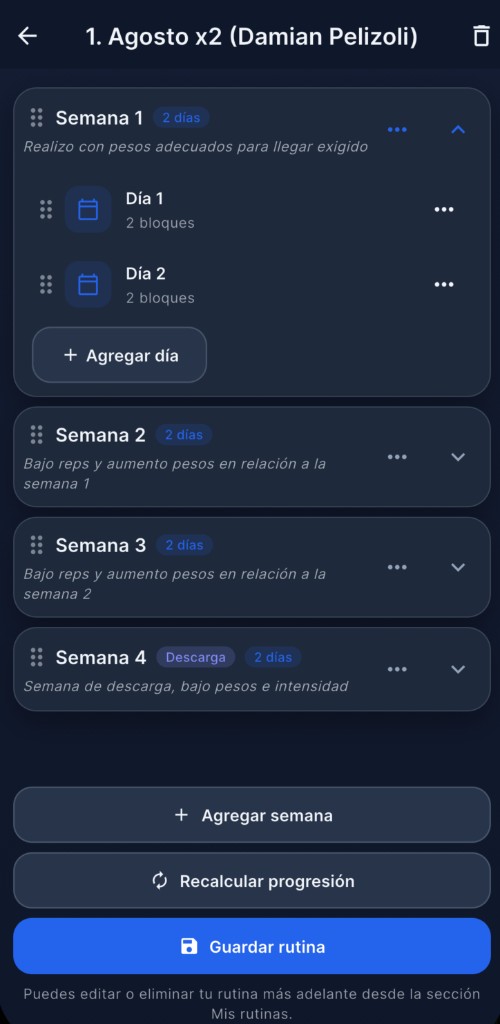 1. Agosto x2 (Damian Pelizoli)
Semana 1 2 días
Realizo con pesos adecuados para llegar exigido
Día 1
2 bloques
Día 2
2 bloques
+ Agregar día
Semana 2 2 días
Bajo reps y aumento pesos en relación a la
semana 1
Semana 3 2 días
Bajo reps y aumento pesos en relación a la
semana 2
Semana 4 Descarga 2 días
Semana de descarga, bajo pesos e intensidad
+ Agregar semana
Recalcular progresión
Guardar rutina
Puedes editar o eliminar tu rutina más adelante desde la sección
Mis rutinas.